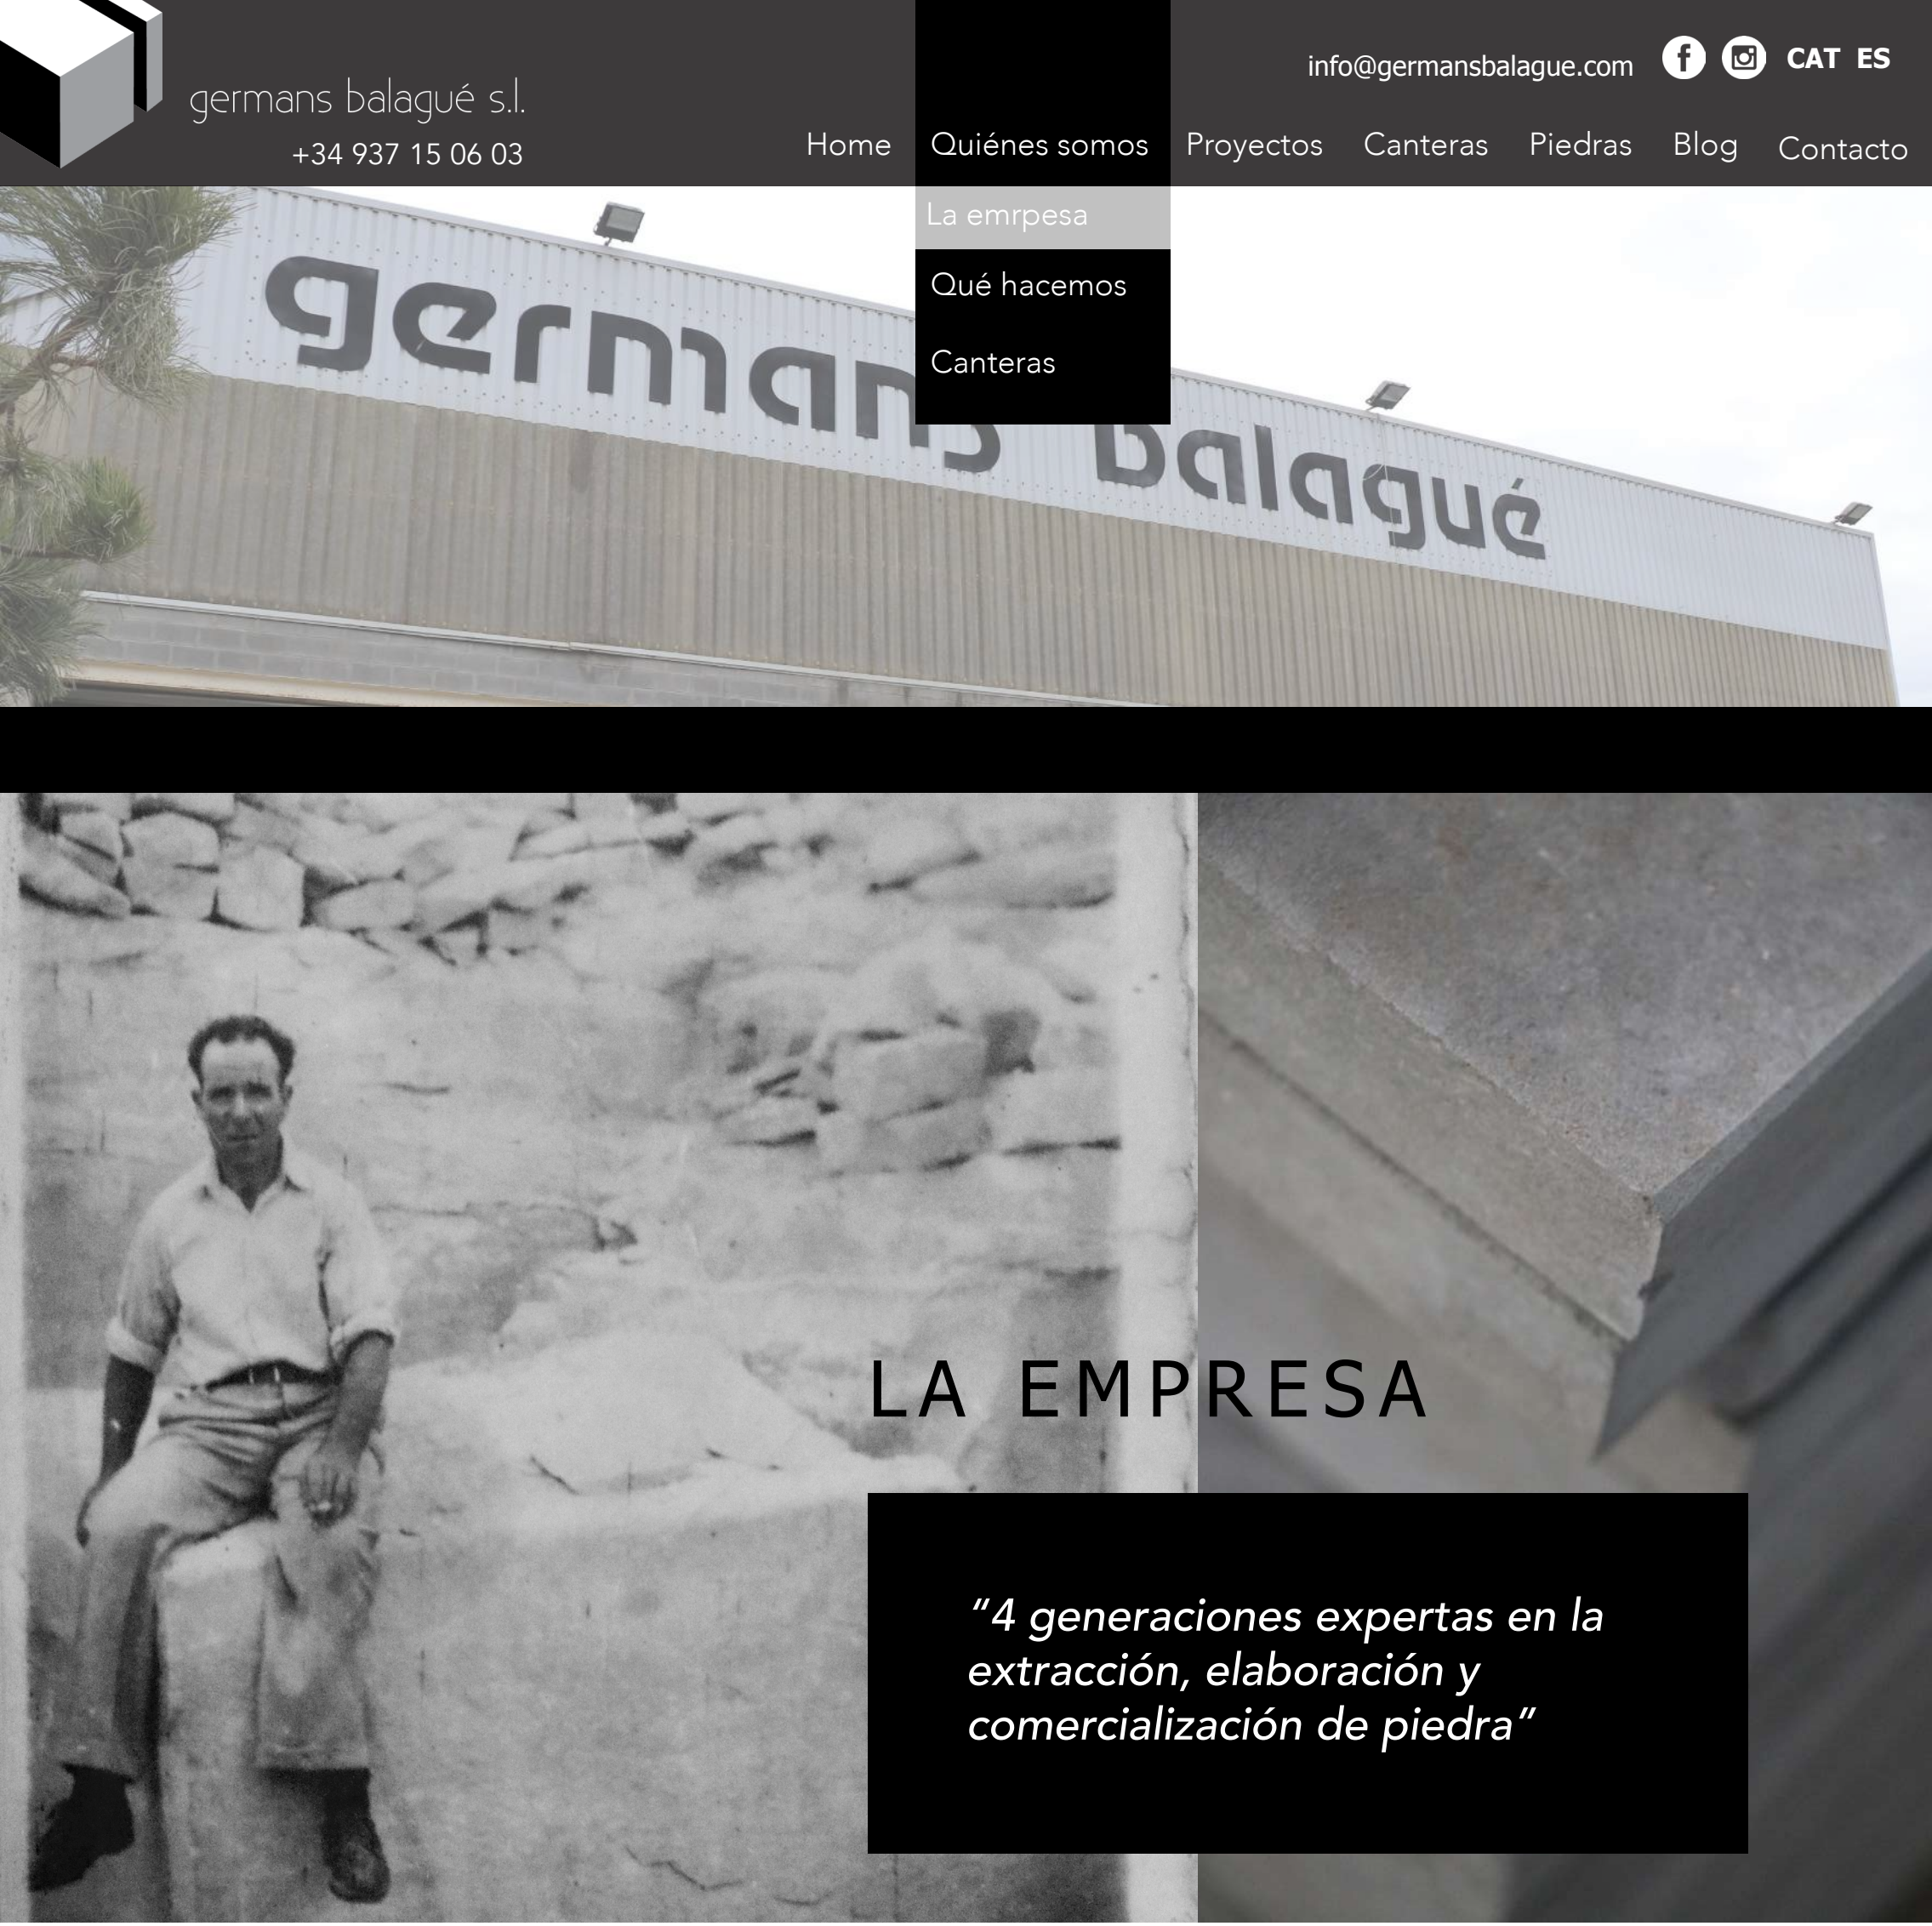 info@germansbalague.com
CAT ES
germans balagué s.l.
+34 937 15 06 03
Home
Quiénes somos
Proyectos
Canteras
Piedras
Blog
Contacto
La emrpesa
Qué hacemos
Canteras
germans balagué
LA EMPRESA
“4 generaciones expertas en la
extracción, elaboración y
comercialización de piedra”